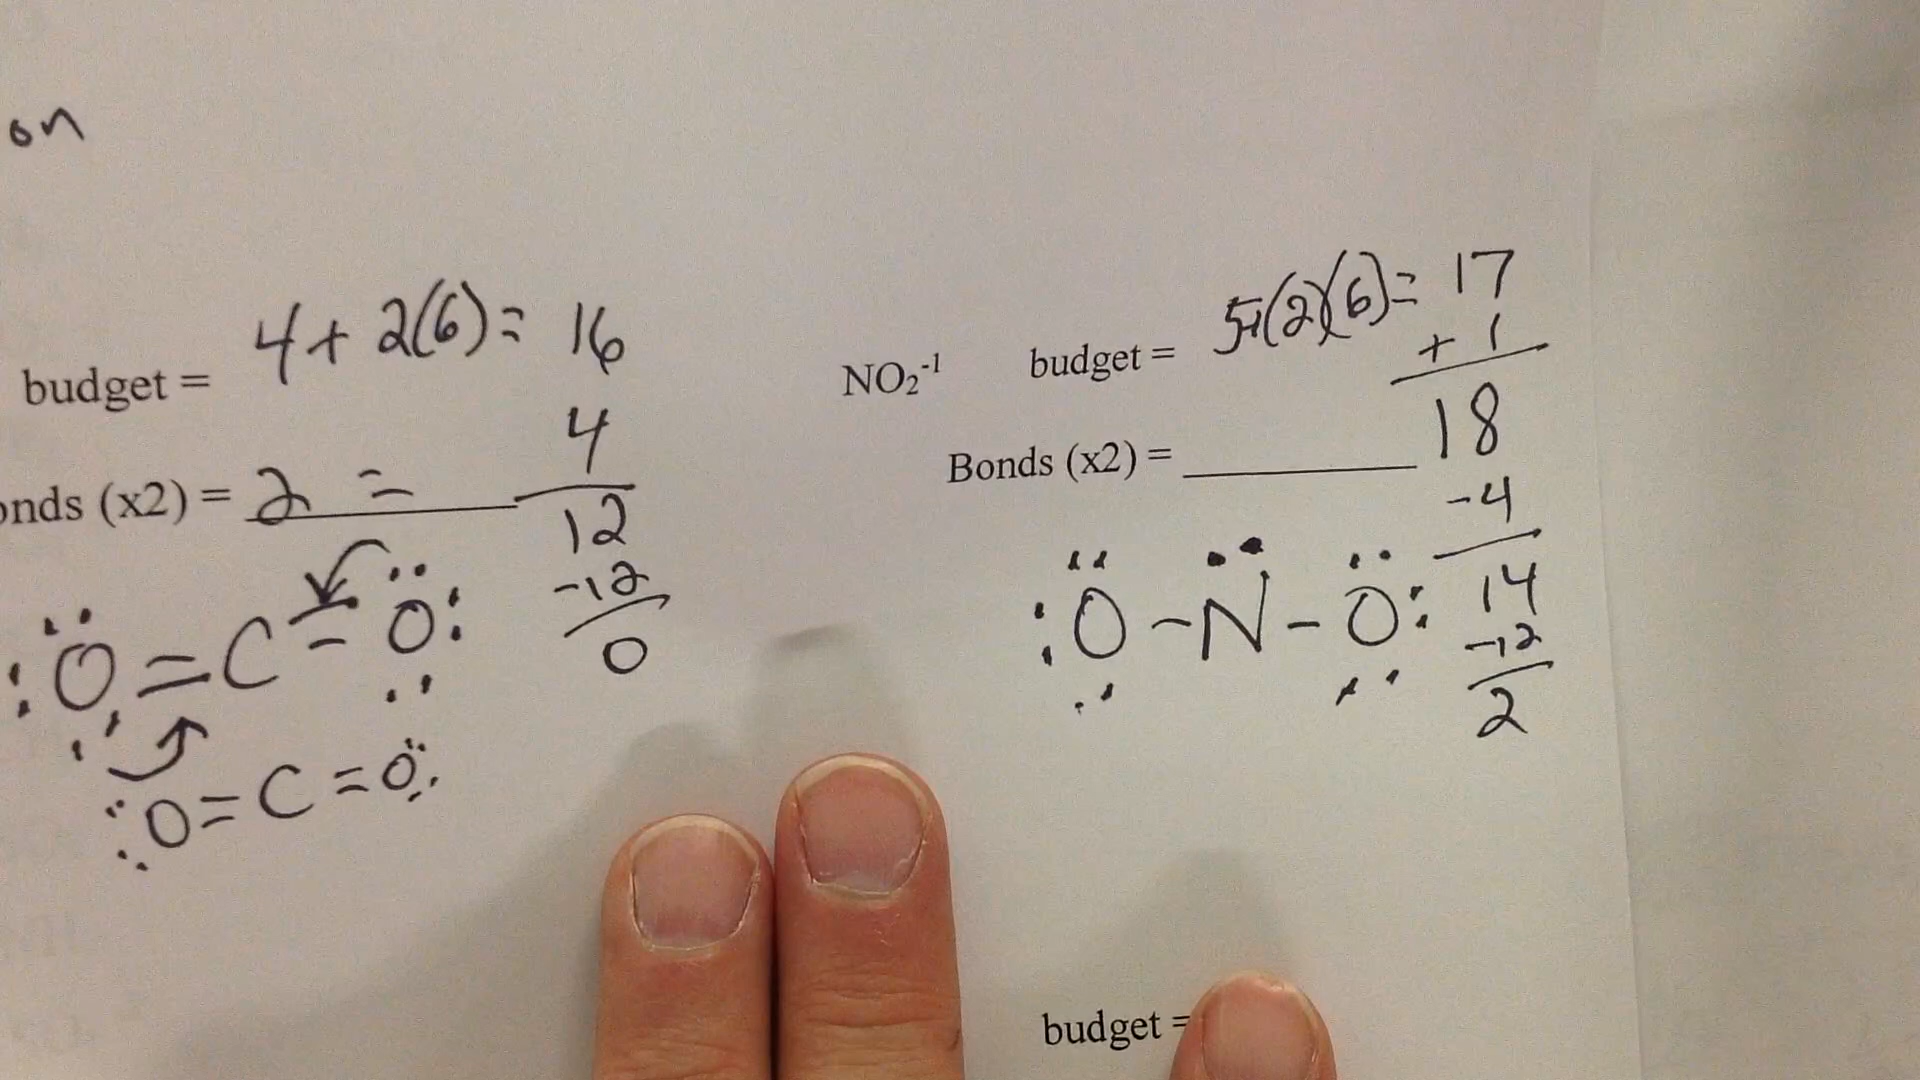 on
budget = 4 + 2(6) = 16
4
onds (x2) = 2 =
12
-12
0
:O = C = O:
O = C = O
NO₂⁻¹ budget = 5+(2)(6) = 17
+ 1
18
Bonds (x2) =
-4
14
:O - N - O:
-12
2
budget =